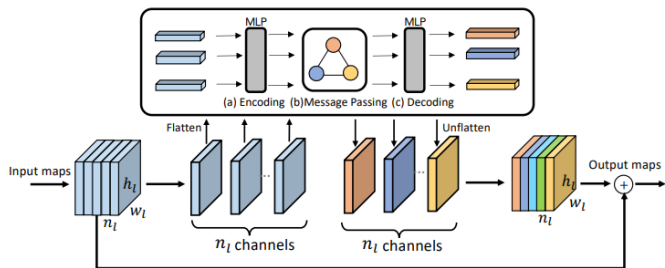 MLP
MLP
(a) Encoding (b)Message Passing (c) Decoding
Flatten
Unflatten
Input maps
h_l
w_l
n_l
...
n_l channels
...
n_l channels
h_l
w_l
n_l
Output maps
+